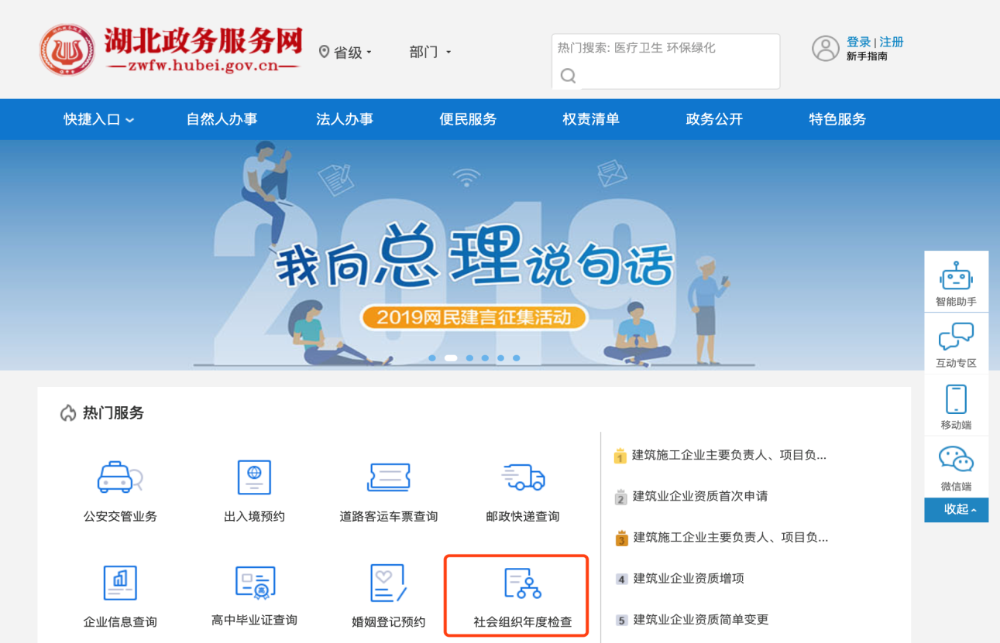 湖北政务服务网
zwfw.hubei.gov.cn
省级
部门
热门搜索: 医疗卫生 环保绿化
登录 | 注册
新手指南
快捷入口
自然人办事
法人办事
便民服务
权责清单
政务公开
特色服务
2019
我向总理说句话
2019网民建言征集活动
智能助手
互动专区
移动端
微信端
收起
热门服务
公安交管业务
出入境预约
道路客运车票查询
邮政快递查询
企业信息查询
高中毕业证查询
婚姻登记预约
社会组织年度检查
1 建筑施工企业主要负责人、项目负...
2 建筑业企业资质首次申请
3 建筑施工企业主要负责人、项目负...
4 建筑业企业资质增项
5 建筑业企业资质简单变更